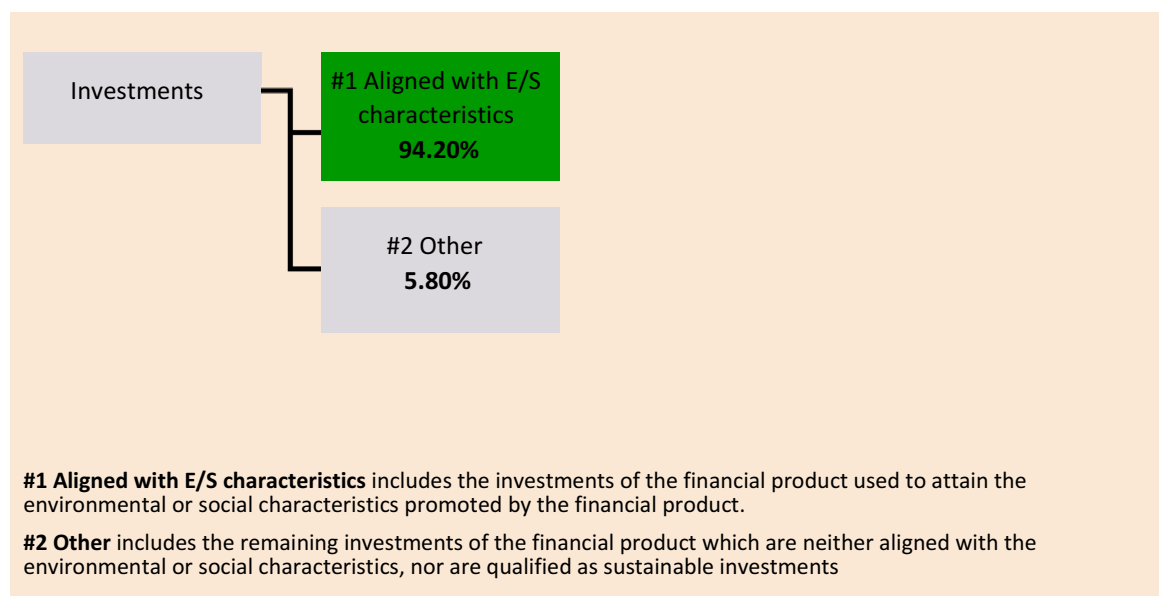 Investments
#1 Aligned with E/S
characteristics
94.20%
#2 Other
5.80%
#1 Aligned with E/S characteristics includes the investments of the financial product used to attain the
environmental or social characteristics promoted by the financial product.
#2 Other includes the remaining investments of the financial product which are neither aligned with the
environmental or social characteristics, nor are qualified as sustainable investments